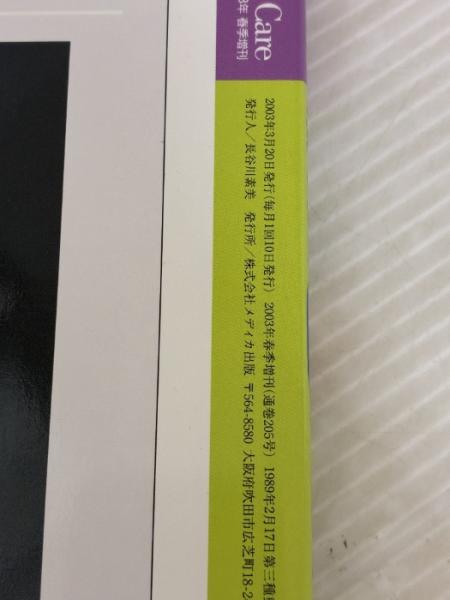 Care
3年 春季増刊
2003年3月20日発行(毎月1回10日発行) 2003年春季増刊(通巻205号) 1989年2月17日第三種
発行人/長谷川素美 発行所/株式会社メディカ出版 〒564-8580 大阪府吹田市広芝町18-2